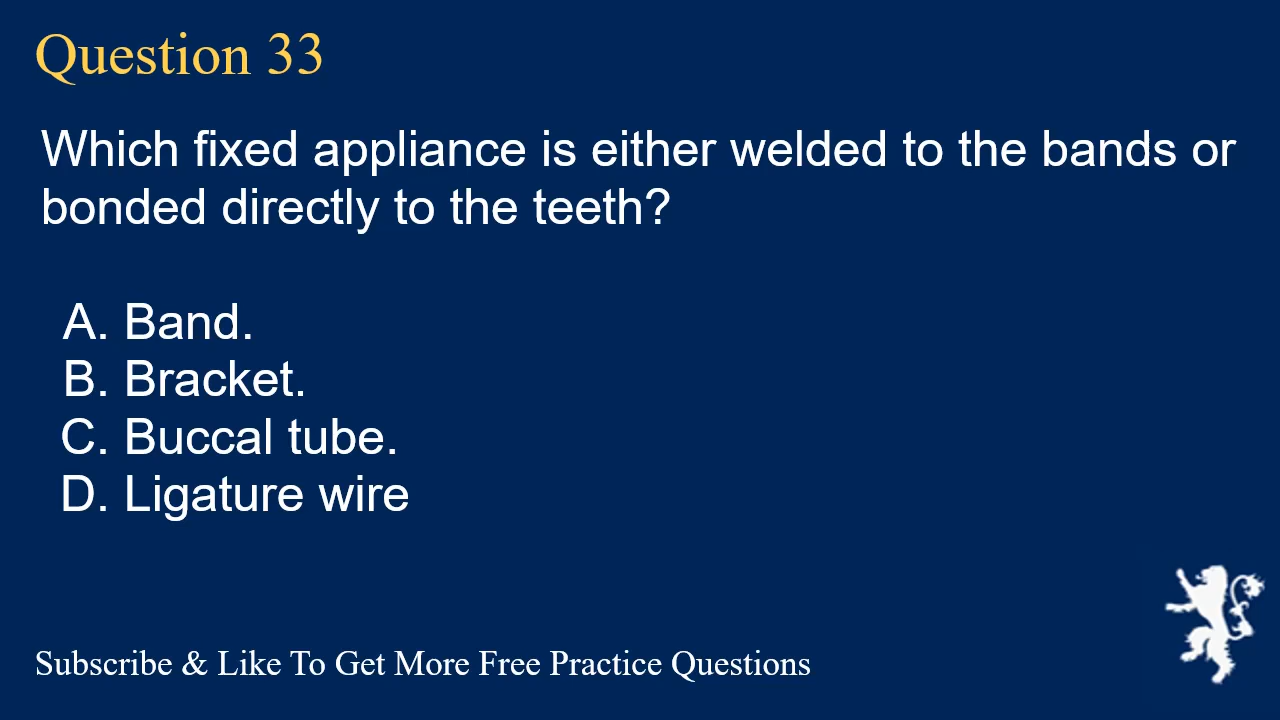 Question 33
Which fixed appliance is either welded to the bands or
bonded directly to the teeth?
A. Band.
B. Bracket.
C. Buccal tube.
D. Ligature wire
Subscribe & Like To Get More Free Practice Questions